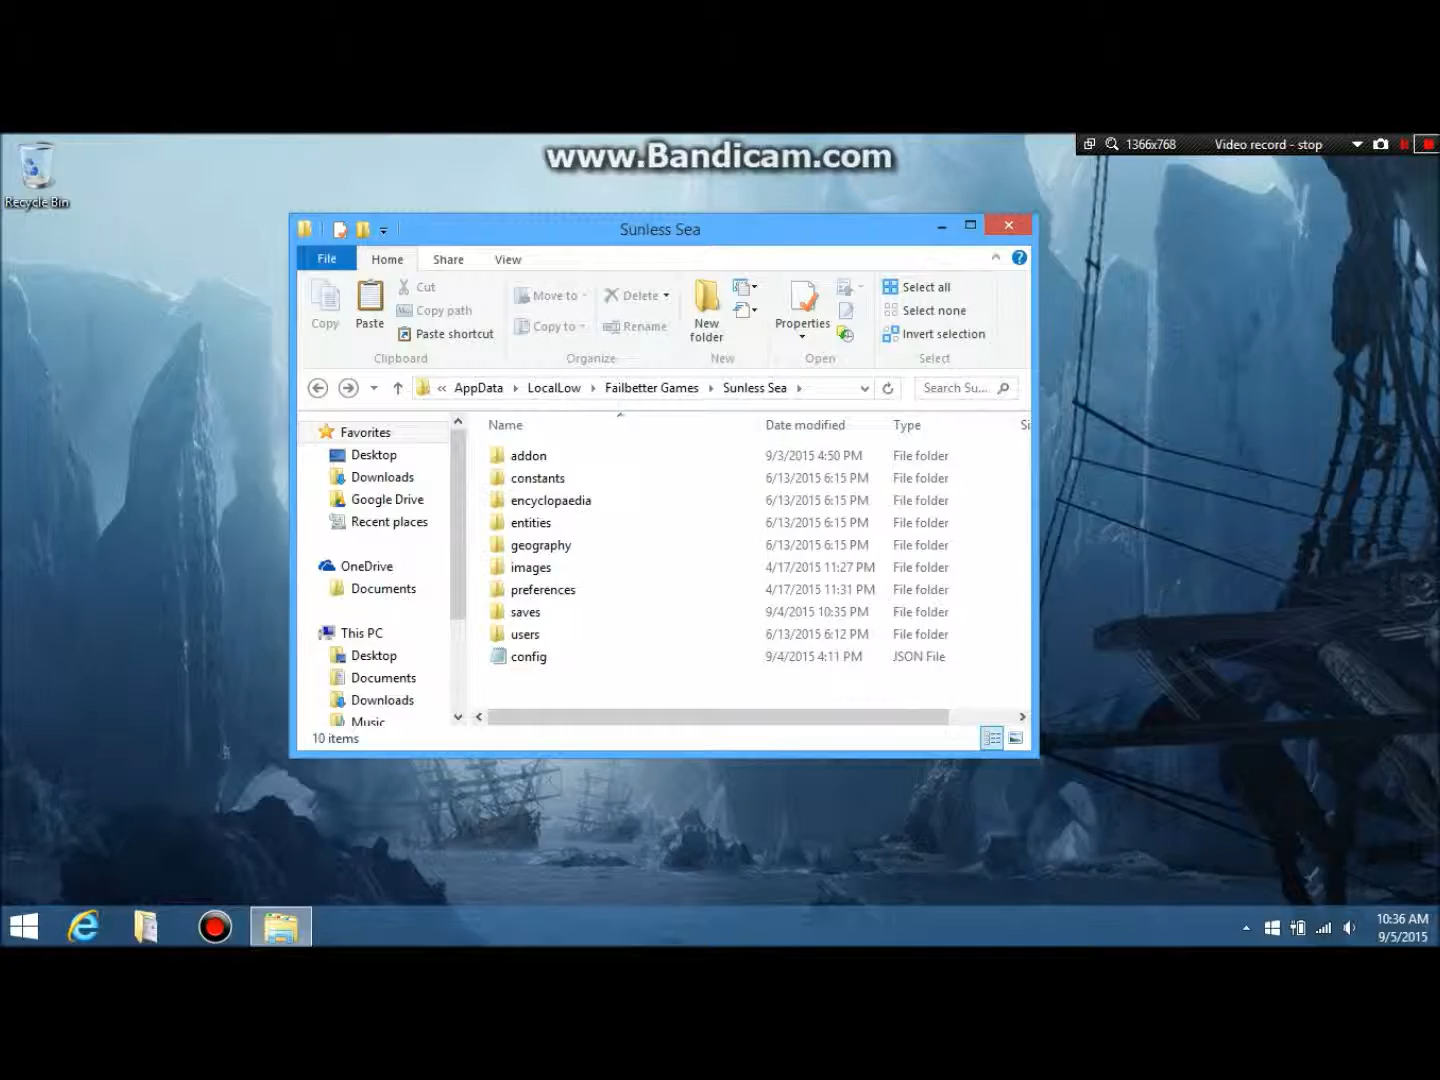 www.Bandicam.com
1366x768 Video record - stop
Recycle Bin
Sunless Sea
File Home Share View
Copy
Paste
Cut
Copy path
Paste shortcut
Clipboard
Move to
Copy to
Delete
Rename
Organize
New folder
New
Properties
Open
Select all
Select none
Invert selection
Select
« AppData LocalLow Failbetter Games Sunless Sea Search Su...
Favorites
Desktop
Downloads
Google Drive
Recent places
OneDrive
Documents
This PC
Desktop
Documents
Downloads
Music
Name Date modified Type Si
addon 9/3/2015 4:50 PM File folder
constants 6/13/2015 6:15 PM File folder
encyclopaedia 6/13/2015 6:15 PM File folder
entities 6/13/2015 6:15 PM File folder
geography 6/13/2015 6:15 PM File folder
images 4/17/2015 11:27 PM File folder
preferences 4/17/2015 11:31 PM File folder
saves 9/4/2015 10:35 PM File folder
users 6/13/2015 6:12 PM File folder
config 9/4/2015 4:11 PM JSON File
10 items
10:36 AM
9/5/2015